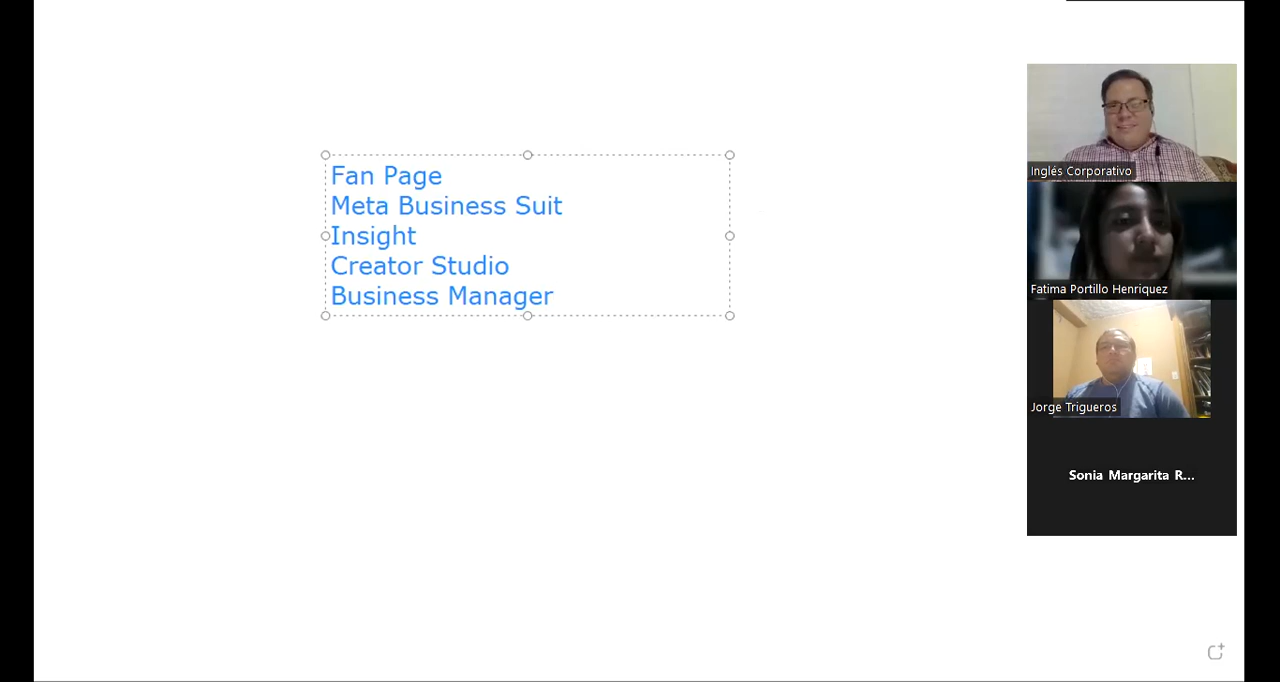 Fan Page
Meta Business Suit
Insight
Creator Studio
Business Manager
Inglés Corporativo
Fatima Portillo Henriquez
Jorge Trigueros
Sonia Margarita R...